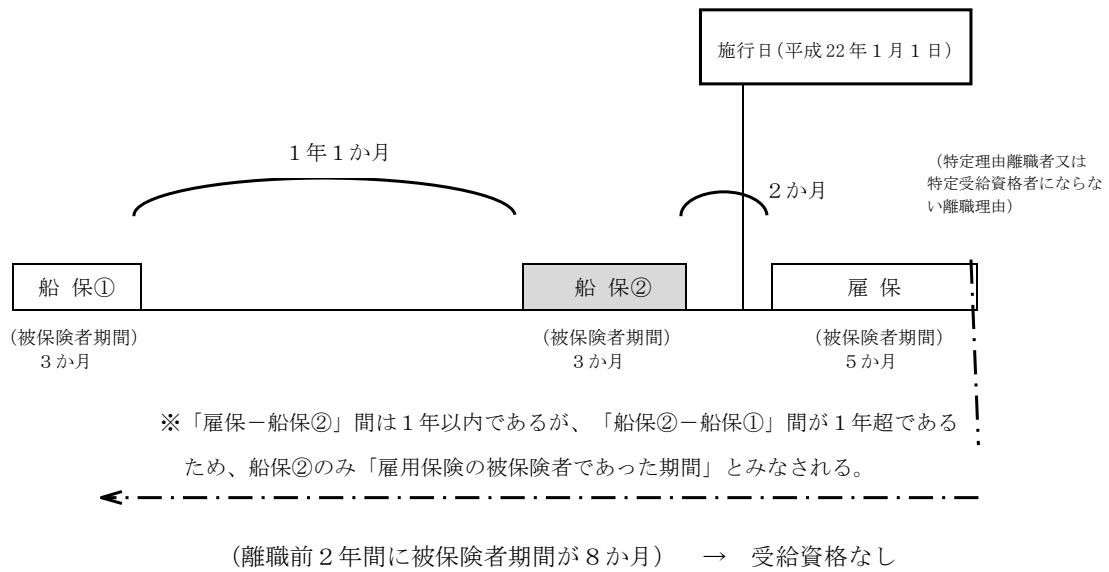 施行日（平成22年１月１日）
１年１か月
２か月
（特定理由離職者又は
特定受給資格者にならな
い離職理由）
船 保①
船 保②
雇 保
（被保険者期間）
３か月
（被保険者期間）
３か月
（被保険者期間）
５か月
※「雇保－船保②」間は１年以内であるが、「船保②－船保①」間が１年超である
ため、船保②のみ「雇用保険の被保険者であった期間」とみなされる。
（離職前２年間に被保険者期間が８か月） → 受給資格なし